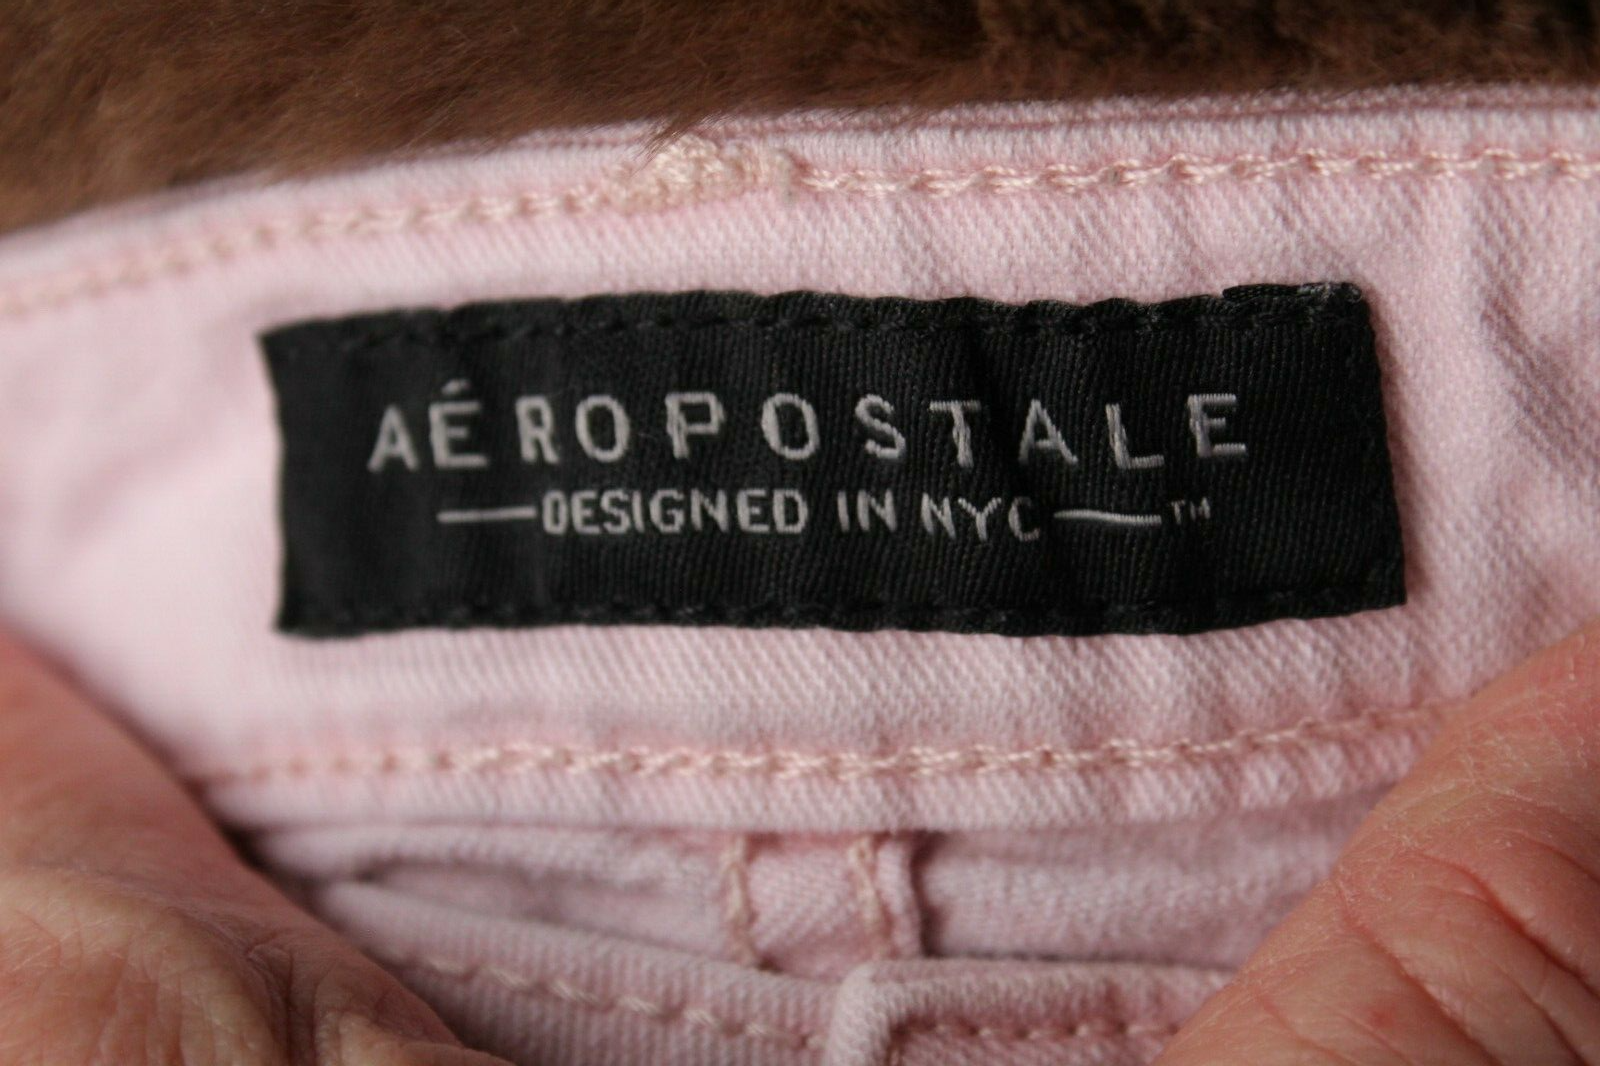 AÉROPOSTALE
—DESIGNED IN NYC—™